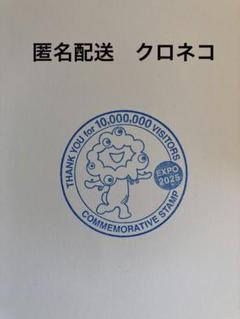 匿名配送　クロネコ
THANK YOU for 10,000,000 VISITORS
EXPO
2025
COMMEMORATIVE STAMP